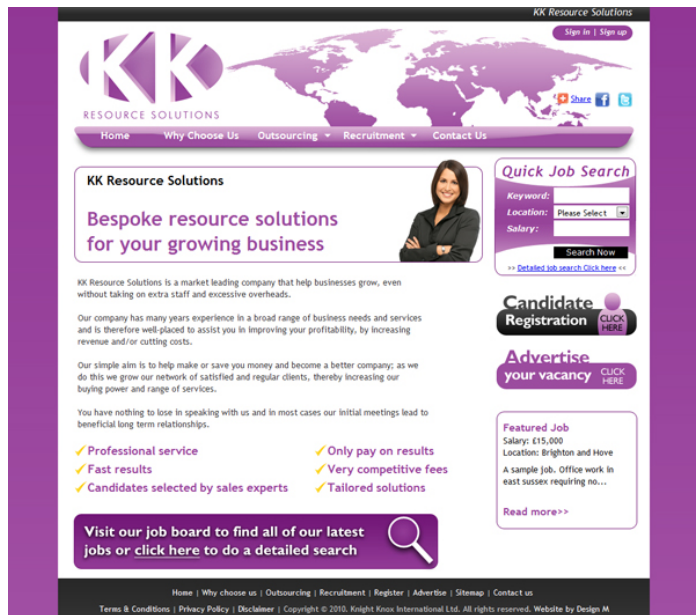 KK Resource Solutions
Sign in | Sign up
KK
RESOURCE SOLUTIONS
Share
Home Why Choose Us Outsourcing Recruitment Contact Us
KK Resource Solutions
Bespoke resource solutions
for your growing business
KK Resource Solutions is a market leading company that help businesses grow, even
without taking on extra staff and excessive overheads.
Our company has many years experience in a broad range of business needs and services
and is therefore well-placed to assist you in improving your profitability, by increasing
revenue and/or cutting costs.
Our simple aim is to help make or save you money and become a better company; as we
do this we grow our network of satisfied and regular clients, thereby increasing our
buying power and range of services.
You have nothing to lose in speaking with us and in most cases our initial meetings lead to
beneficial long term relationships.
Professional service
Fast results
Candidates selected by sales experts
Only pay on results
Very competitive fees
Tailored solutions
Visit our job board to find all of our latest
jobs or click here to do a detailed search
Quick Job Search
Keyword:
Location: Please Select
Salary:
Search Now
>> Detailed job search Click here <<
Candidate
Registration CLICK
HERE
Advertise
your vacancy CLICK
HERE
Featured Job
Salary: £15,000
Location: Brighton and Hove
A sample job. Office work in
east sussex requiring no...
Read more>>
Home | Why choose us | Outsourcing | Recruitment | Register | Advertise | Sitemap | Contact us
Terms & Conditions | Privacy Policy | Disclaimer | Copyright © 2010. Knight Knox International Ltd. All rights reserved. Website by Design M